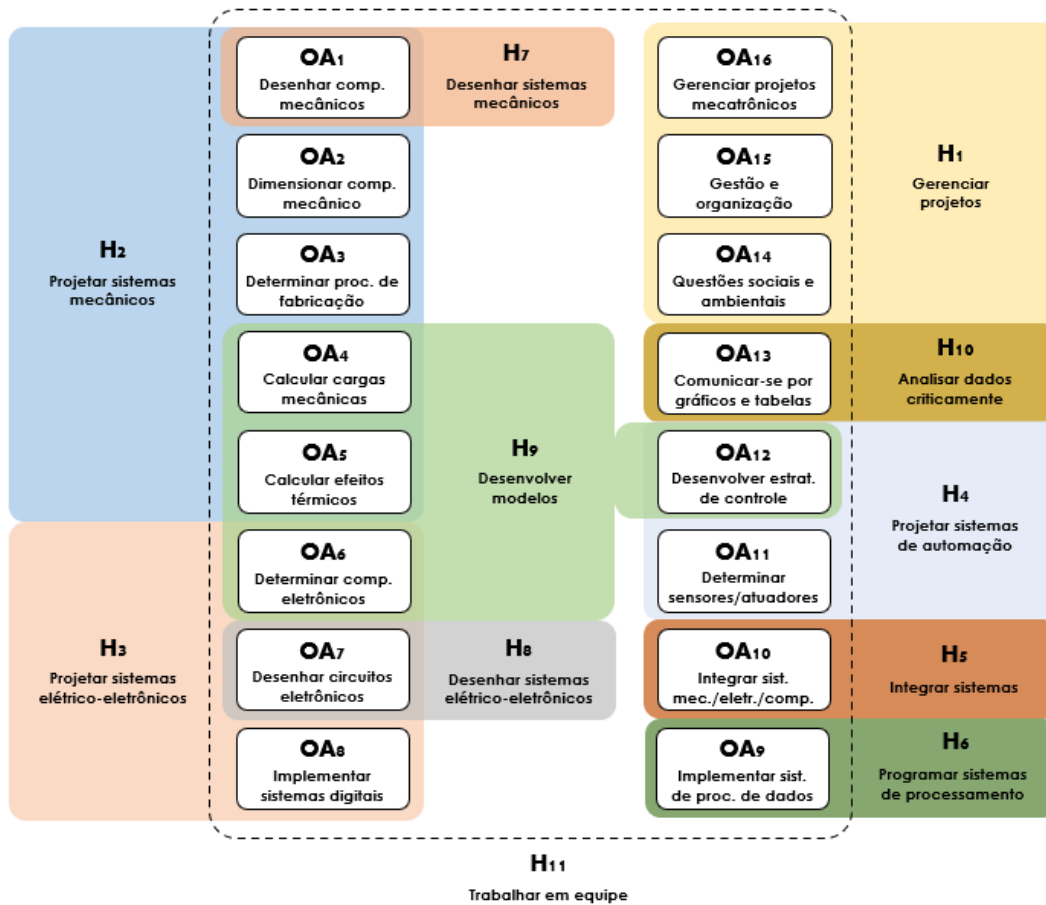 OA1
Desenhar comp.
mecânicos
H7
Desenhar sistemas
mecânicos
OA16
Gerenciar projetos
mecatrônicos
OA2
Dimensionar comp.
mecânico
OA15
Gestão e
organização
H1
Gerenciar
projetos
H2
Projetar sistemas
mecânicos
OA3
Determinar proc. de
fabricação
OA14
Questões sociais e
ambientais
OA4
Calcular cargas
mecânicas
OA13
Comunicar-se por
gráficos e tabelas
H10
Analisar dados
criticamente
OA5
Calcular efeitos
térmicos
H9
Desenvolver
modelos
OA12
Desenvolver estrat.
de controle
H4
Projetar sistemas
de automação
OA6
Determinar comp.
eletrônicos
OA11
Determinar
sensores/atuadores
H3
Projetar sistemas
elétrico-eletrônicos
OA7
Desenhar circuitos
eletrônicos
H8
Desenhar sistemas
elétrico-eletrônicos
OA10
Integrar sist.
mec./eletr./comp.
H5
Integrar sistemas
OA8
Implementar
sistemas digitais
OA9
Implementar sist.
de proc. de dados
H6
Programar sistemas
de processamento
H11
Trabalhar em equipe